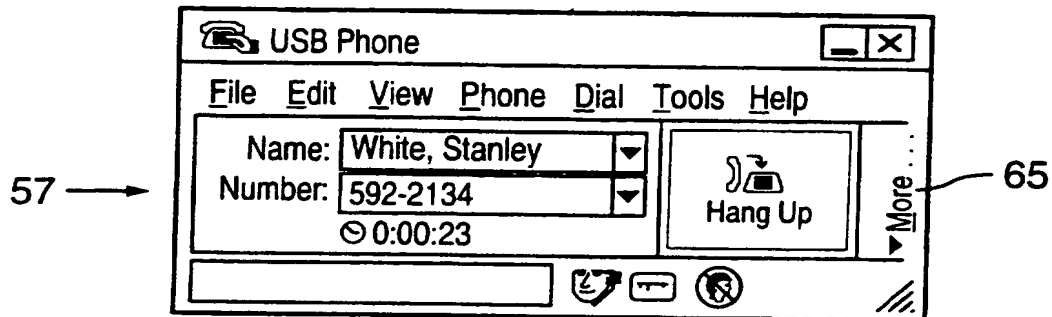 USB Phone
File Edit View Phone Dial Tools Help
Name: White, Stanley
Number: 592-2134
0:00:23
Hang Up
More...
57
65